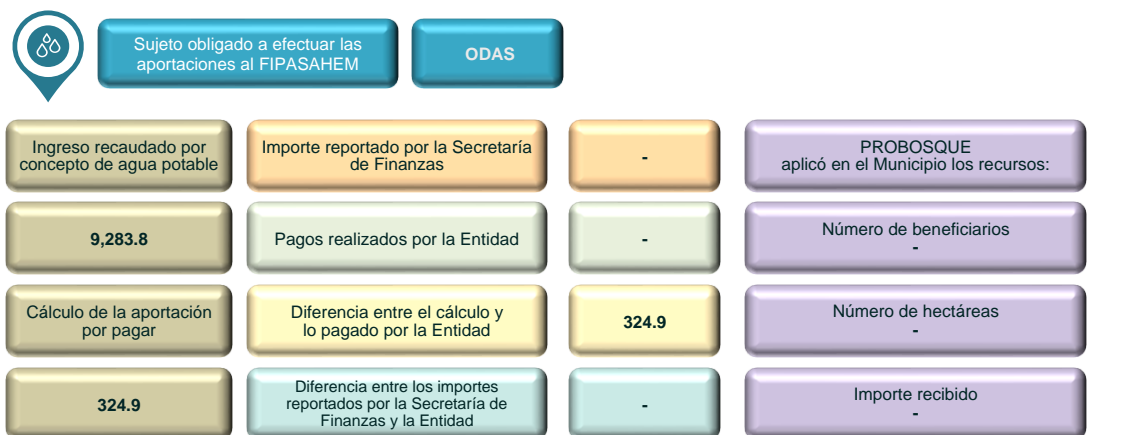 Sujeto obligado a efectuar las
aportaciones al FIPASAHEM
ODAS
Ingreso recaudado por
concepto de agua potable
Importe reportado por la Secretaría
de Finanzas
-
PROBOSQUE
aplicó en el Municipio los recursos:
9,283.8
Pagos realizados por la Entidad
-
Número de beneficiarios
-
Cálculo de la aportación
por pagar
Diferencia entre el cálculo y
lo pagado por la Entidad
324.9
Número de hectáreas
-
324.9
Diferencia entre los importes
reportados por la Secretaría de
Finanzas y la Entidad
-
Importe recibido
-